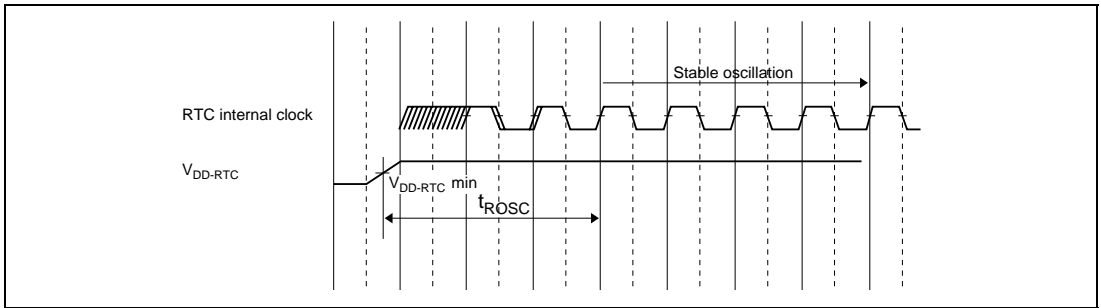 Stable oscillation
RTC internal clock
VDD-RTC
VDD-RTC min
tROSC